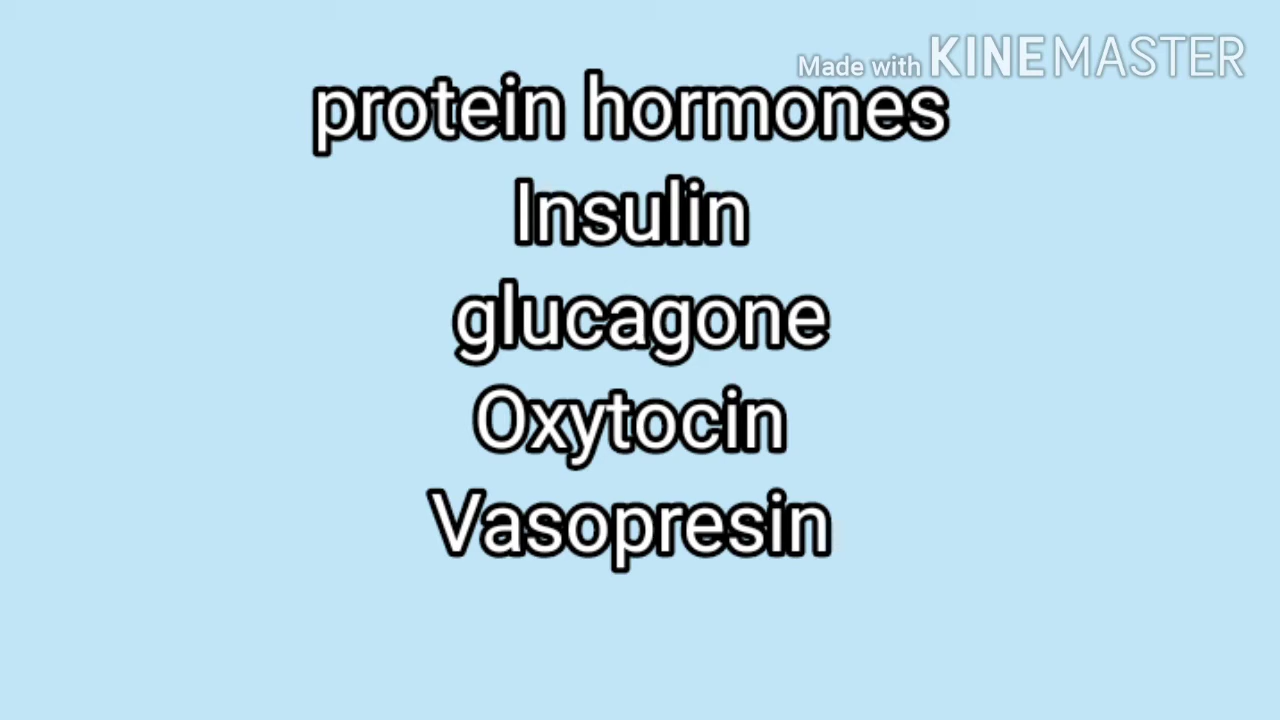 Made with KINEMASTER
protein hormones
Insulin
glucagone
Oxytocin
Vasopresin